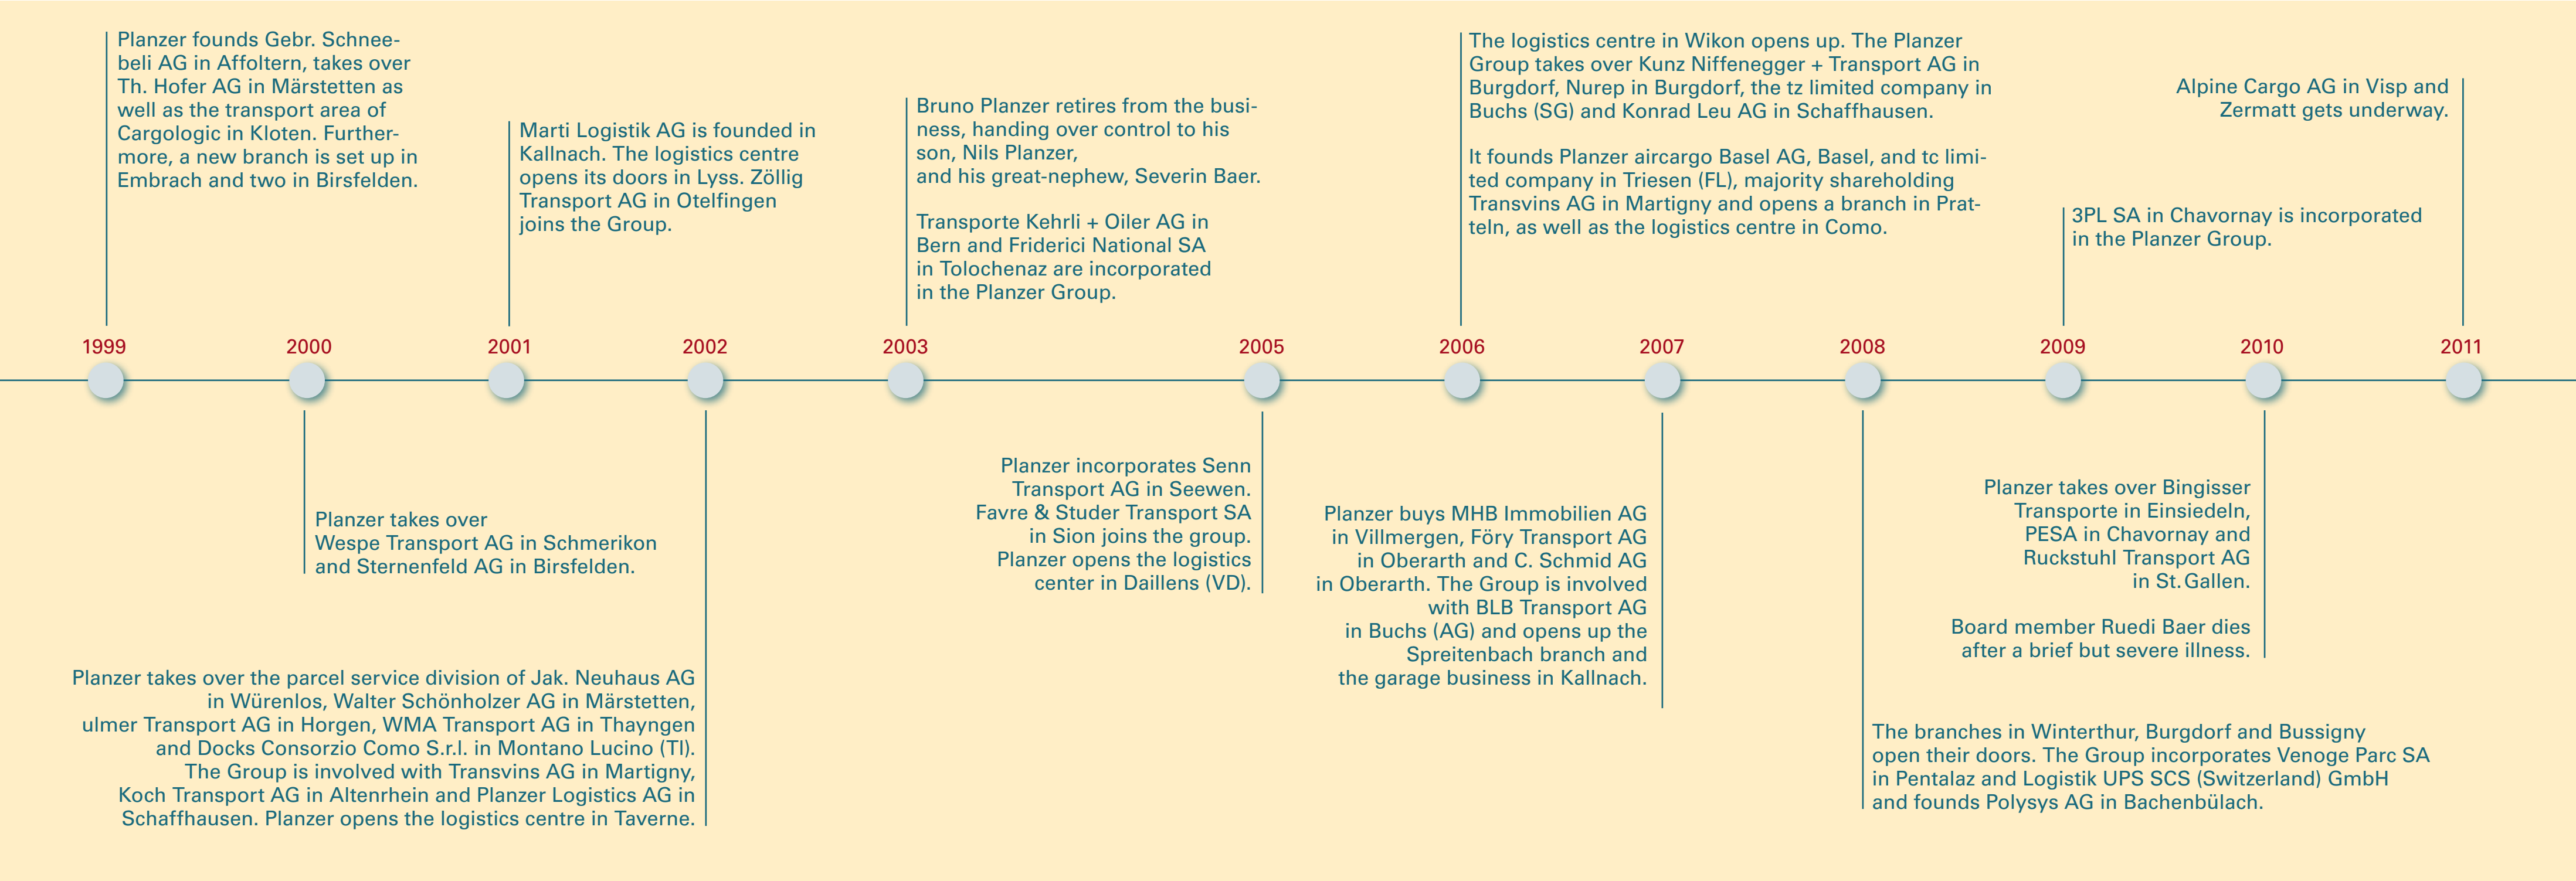 Planzer founds Gebr. Schnee-
beli AG in Affoltern, takes over
Th. Hofer AG in Märstetten as
well as the transport area of
Cargologic in Kloten. Further-
more, a new branch is set up in
Embrach and two in Birsfelden.
Marti Logistik AG is founded in
Kallnach. The logistics centre
opens its doors in Lyss. Zöllig
Transport AG in Otelfingen
joins the Group.
Bruno Planzer retires from the busi-
ness, handing over control to his
son, Nils Planzer,
and his great-nephew, Severin Baer.
Transporte Kehrli + Oiler AG in
Bern and Friderici National SA
in Tolochenaz are incorporated
in the Planzer Group.
The logistics centre in Wikon opens up. The Planzer
Group takes over Kunz Niffenegger + Transport AG in
Burgdorf, Nurep in Burgdorf, the tz limited company in
Buchs (SG) and Konrad Leu AG in Schaffhausen.
It founds Planzer aircargo Basel AG, Basel, and tc limi-
ted company in Triesen (FL), majority shareholding
Transvins AG in Martigny and opens a branch in Prat-
teln, as well as the logistics centre in Como.
Alpine Cargo AG in Visp and
Zermatt gets underway.
3PL SA in Chavornay is incorporated
in the Planzer Group.
1999 2000 2001 2002 2003 2005 2006 2007 2008 2009 2010 2011
Planzer takes over
Wespe Transport AG in Schmerikon
and Sternenfeld AG in Birsfelden.
Planzer takes over the parcel service division of Jak. Neuhaus AG
in Würenlos, Walter Schönholzer AG in Märstetten,
ulmer Transport AG in Horgen, WMA Transport AG in Thayngen
and Docks Consorzio Como S.r.l. in Montano Lucino (TI).
The Group is involved with Transvins AG in Martigny,
Koch Transport AG in Altenrhein and Planzer Logistics AG in
Schaffhausen. Planzer opens the logistics centre in Taverne.
Planzer incorporates Senn
Transport AG in Seewen.
Favre & Studer Transport SA
in Sion joins the group.
Planzer opens the logistics
center in Daillens (VD).
Planzer buys MHB Immobilien AG
in Villmergen, Föry Transport AG
in Oberarth and C. Schmid AG
in Oberarth. The Group is involved
with BLB Transport AG
in Buchs (AG) and opens up the
Spreitenbach branch and
the garage business in Kallnach.
The branches in Winterthur, Burgdorf and Bussigny
open their doors. The Group incorporates Venoge Parc SA
in Pentalaz and Logistik UPS SCS (Switzerland) GmbH
and founds Polysys AG in Bachenbülach.
Planzer takes over Bingisser
Transporte in Einsiedeln,
PESA in Chavornay and
Ruckstuhl Transport AG
in St. Gallen.
Board member Ruedi Baer dies
after a brief but severe illness.